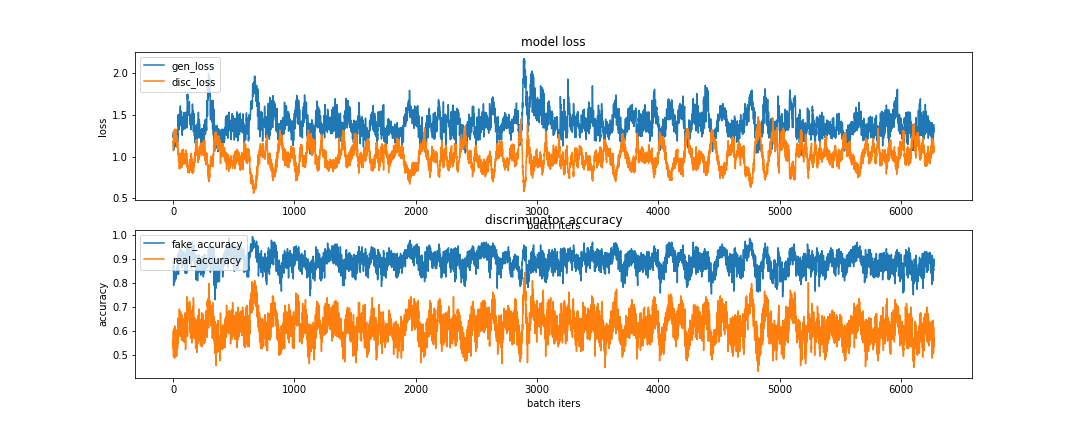 model loss
gen_loss
disc_loss
loss
2.0
1.5
1.0
0.5
0 1000 2000 3000 4000 5000 6000
batch iters
discriminator accuracy
fake_accuracy
real_accuracy
accuracy
1.0
0.9
0.8
0.7
0.6
0.5
0 1000 2000 3000 4000 5000 6000
batch iters